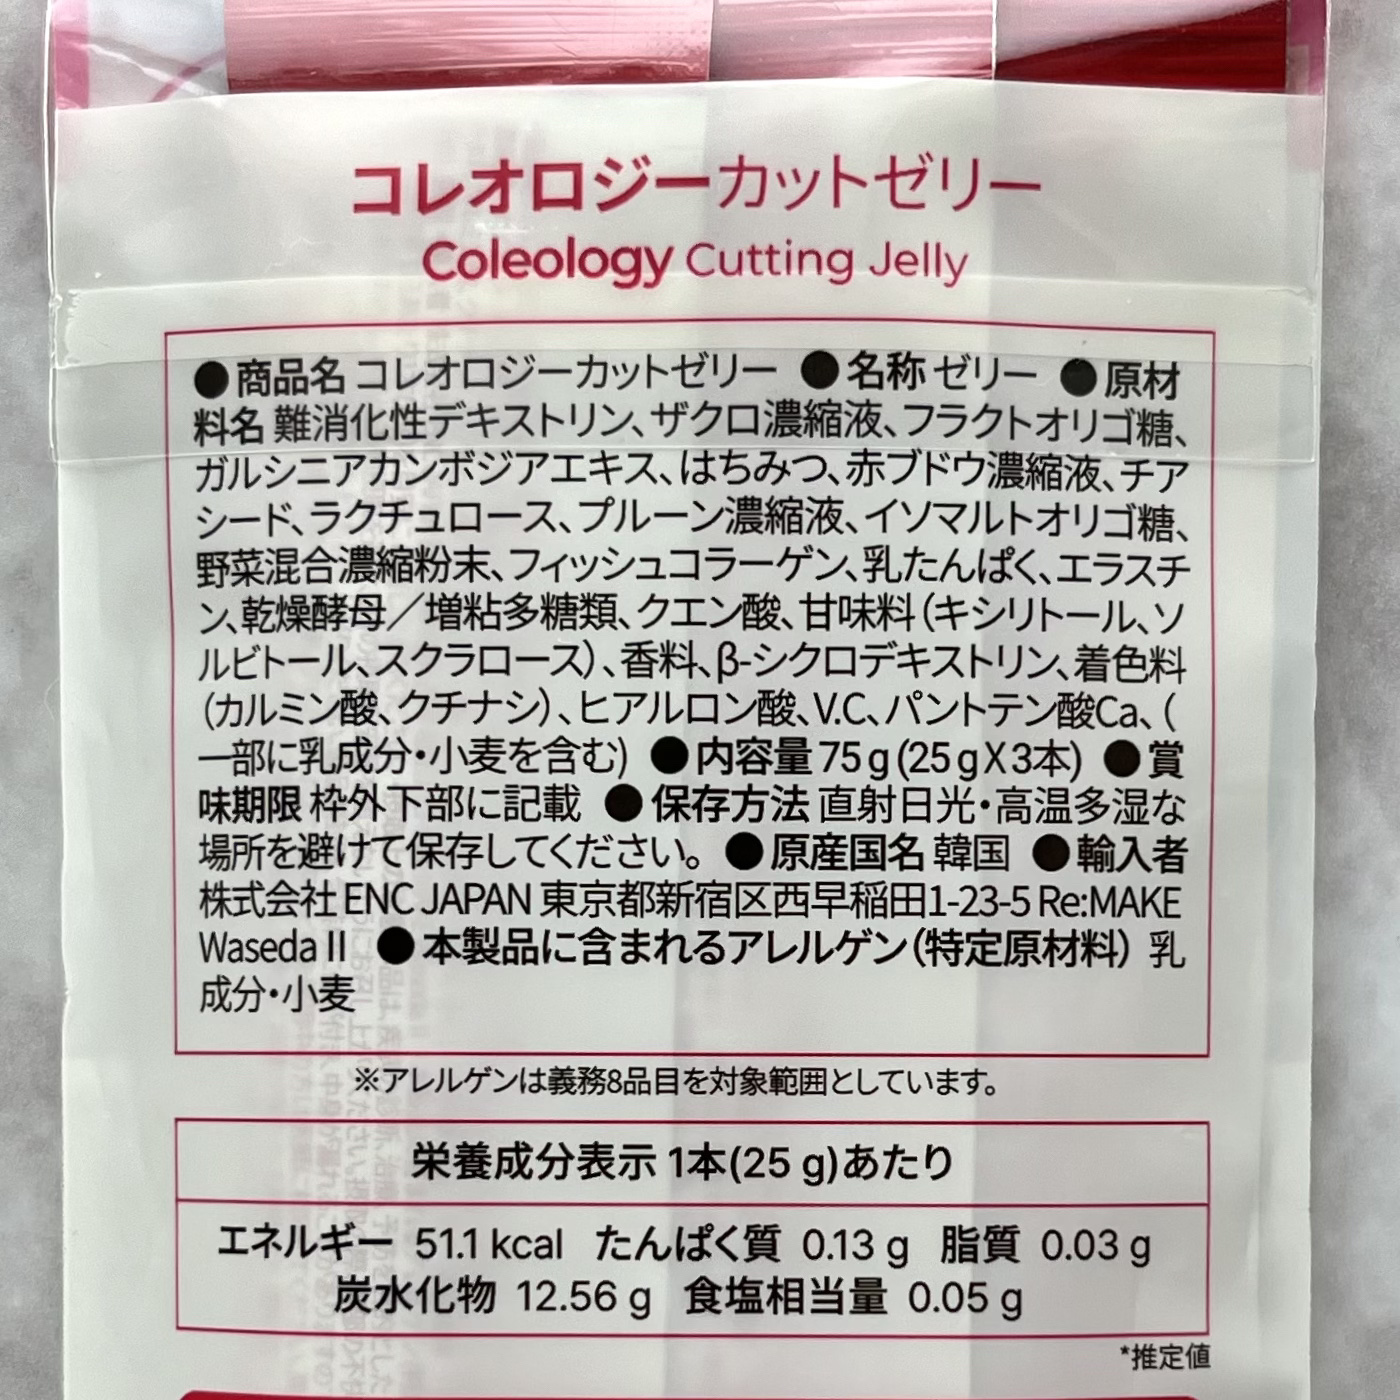 コレオロジーカットゼリー
Coleology Cutting Jelly
●商品名 コレオロジーカットゼリー ●名称 ゼリー ●原材
料名 難消化性デキストリン、ザクロ濃縮液、フラクトオリゴ糖、
ガルシニアカンボジアエキス、はちみつ、赤ブドウ濃縮液、チア
シード、ラクチュロース、プルーン濃縮液、イソマルトオリゴ糖、
野菜混合濃縮粉末、フィッシュコラーゲン、乳たんぱく、エラスチ
ン、乾燥酵母／増粘多糖類、クエン酸、甘味料（キシリトール、ソ
ルビトール、スクラロース）、香料、β-シクロデキストリン、着色料
（カルミン酸、クチナシ）、ヒアルロン酸、V.C、パントテン酸Ca、（
一部に乳成分・小麦を含む） ●内容量 75g(25gX3本) ●賞
味期限 枠外下部に記載 ●保存方法 直射日光・高温多湿な
場所を避けて保存してください。 ●原産国名 韓国 ●輸入者
株式会社 ENC JAPAN 東京都新宿区西早稲田1-23-5 Re:MAKE
Waseda II ●本製品に含まれるアレルゲン（特定原材料） 乳
成分・小麦
※アレルゲンは義務8品目を対象範囲としています。
栄養成分表示 1本(25 g)あたり
エネルギー 51.1 kcal たんぱく質 0.13 g 脂質 0.03 g
炭水化物 12.56 g 食塩相当量 0.05 g
*推定値